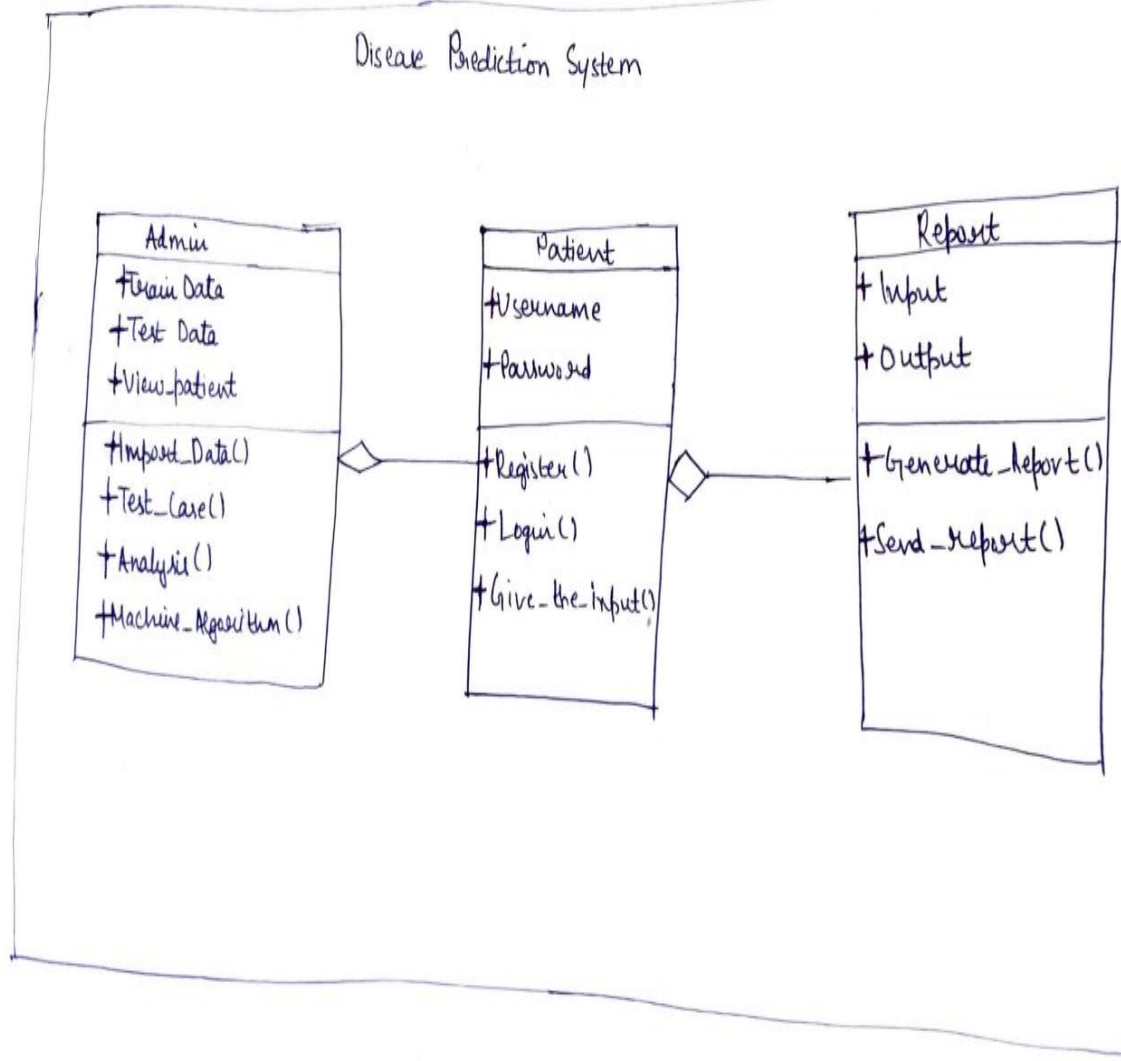 Disease Prediction System
Admin
+Train Data
+Test Data
+View_patient
+Import_Data()
+Test_Case()
+Analysis()
+Machine_Algorithm()
Patient
+Username
+Password
+Register()
+Login()
+Give_the_input()
Report
+ Input
+ Output
+Generate_Report()
+Send_report()